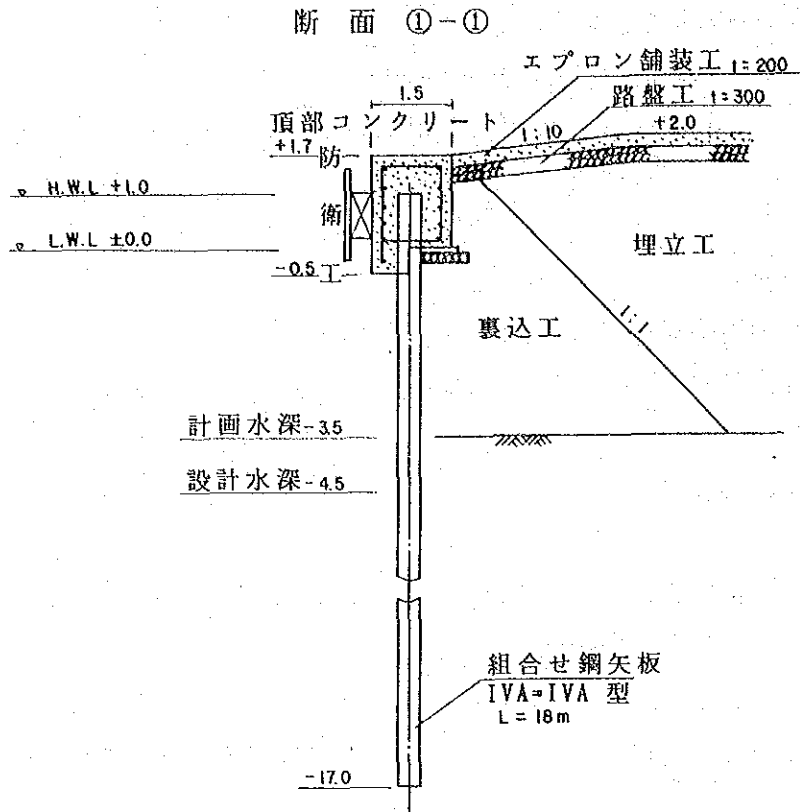 断面 ①-①
エプロン舗装工 t=200
1.5
路盤工 t=300
頂部コンクリート
1:10
+2.0
+1.7
防衝工
H.W.L +1.0
L.W.L ±0.0
-0.5
埋立工
裏込工
1:1
計画水深-3.5
設計水深-4.5
組合せ鋼矢板
IVA=IVA 型
L=18m
-17.0